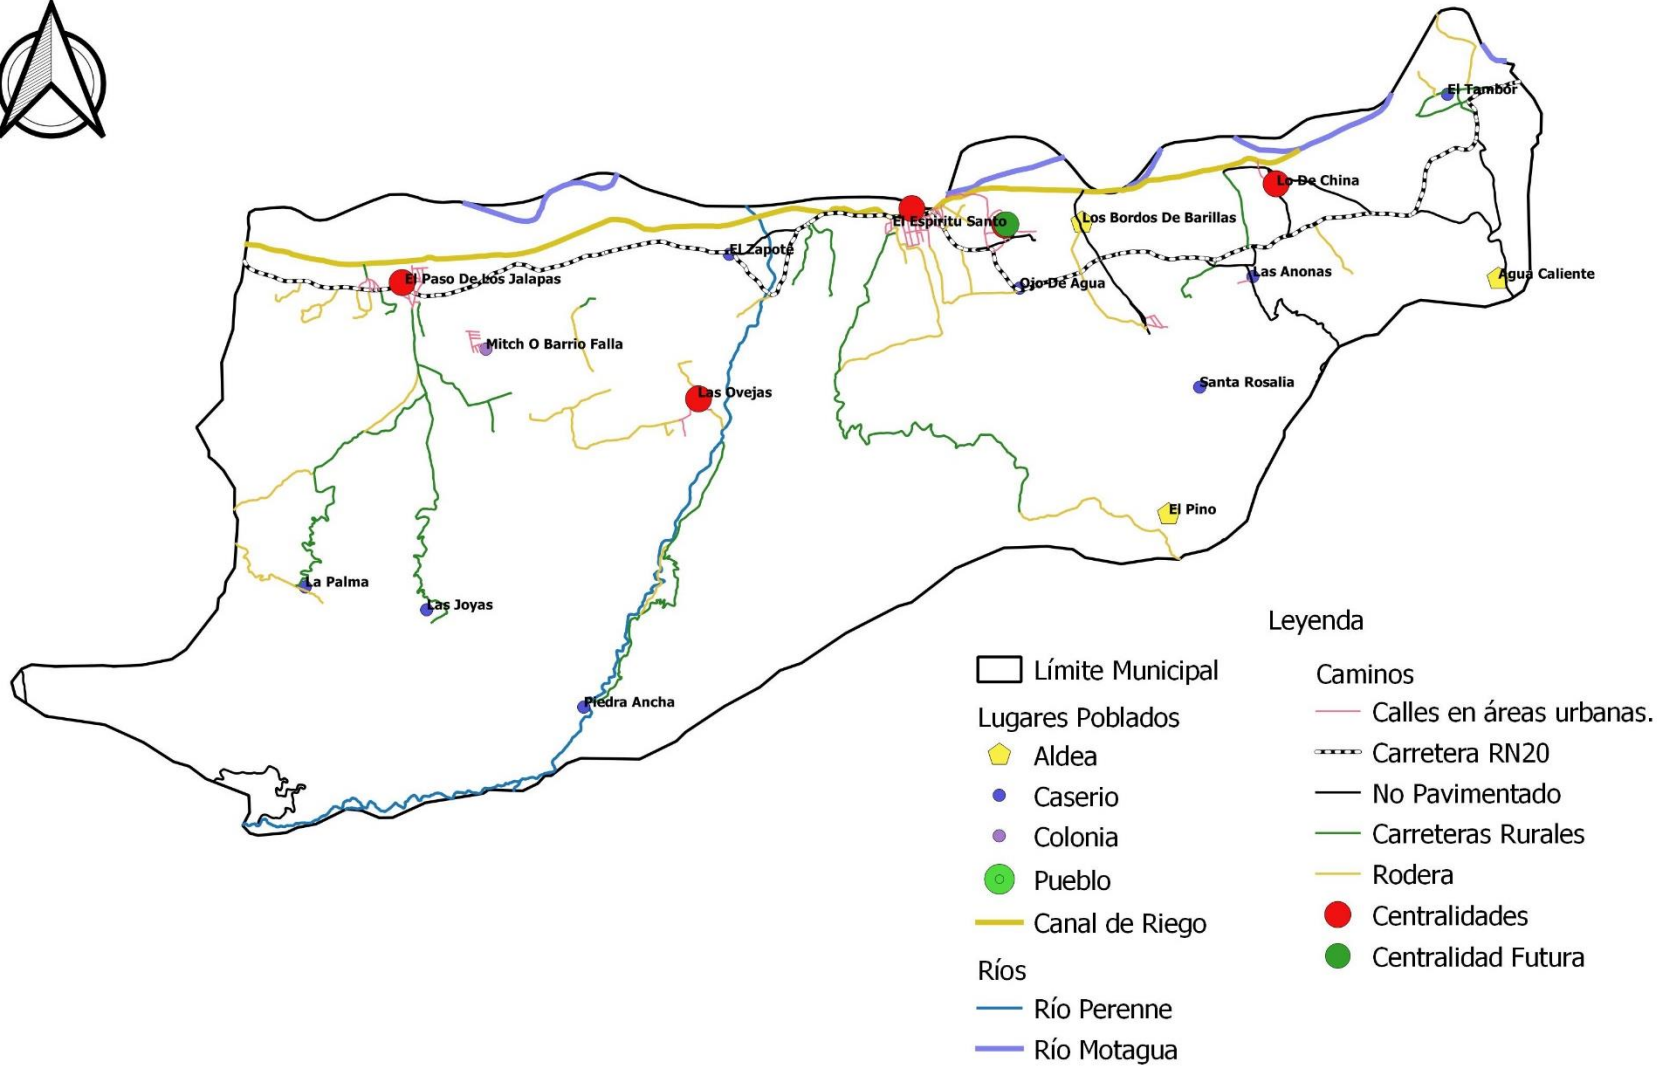 El Tambor
Lo De China
Los Bordos De Barillas
El Espiritu Santo
El Zapote
Las Anonas
Agua Caliente
El Paso De Los Jalapas
Ojo De Agua
Mitch O Barrio Falla
Santa Rosalia
Las Ovejas
El Pino
La Palma
Las Joyas
Piedra Ancha
Leyenda
Límite Municipal
Lugares Poblados
Aldea
Caserio
Colonia
Pueblo
Canal de Riego
Ríos
Río Perenne
Río Motagua
Caminos
Calles en áreas urbanas.
Carretera RN20
No Pavimentado
Carreteras Rurales
Rodera
Centralidades
Centralidad Futura